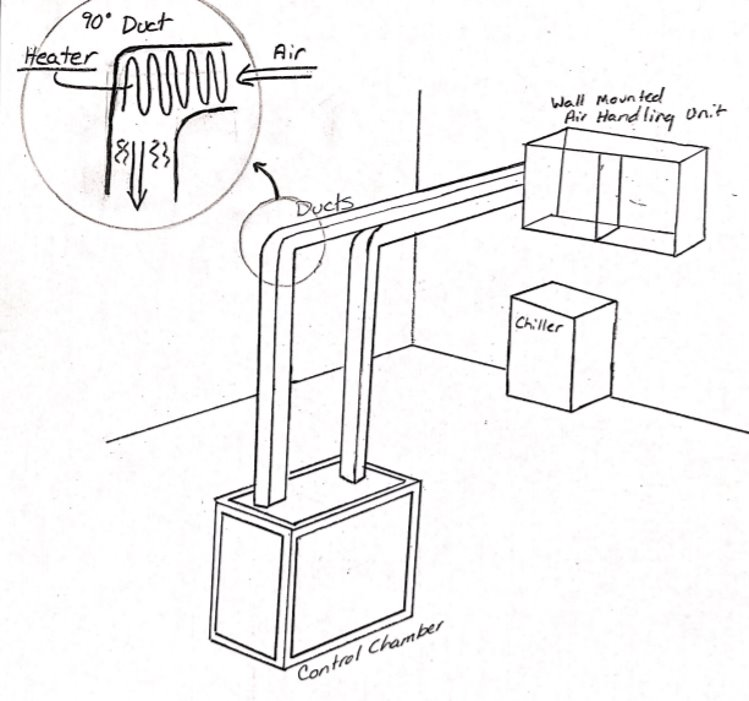 90° Duct
Heater
Air
Wall Mounted
Air Handling Unit
Ducts
Chiller
Control Chamber